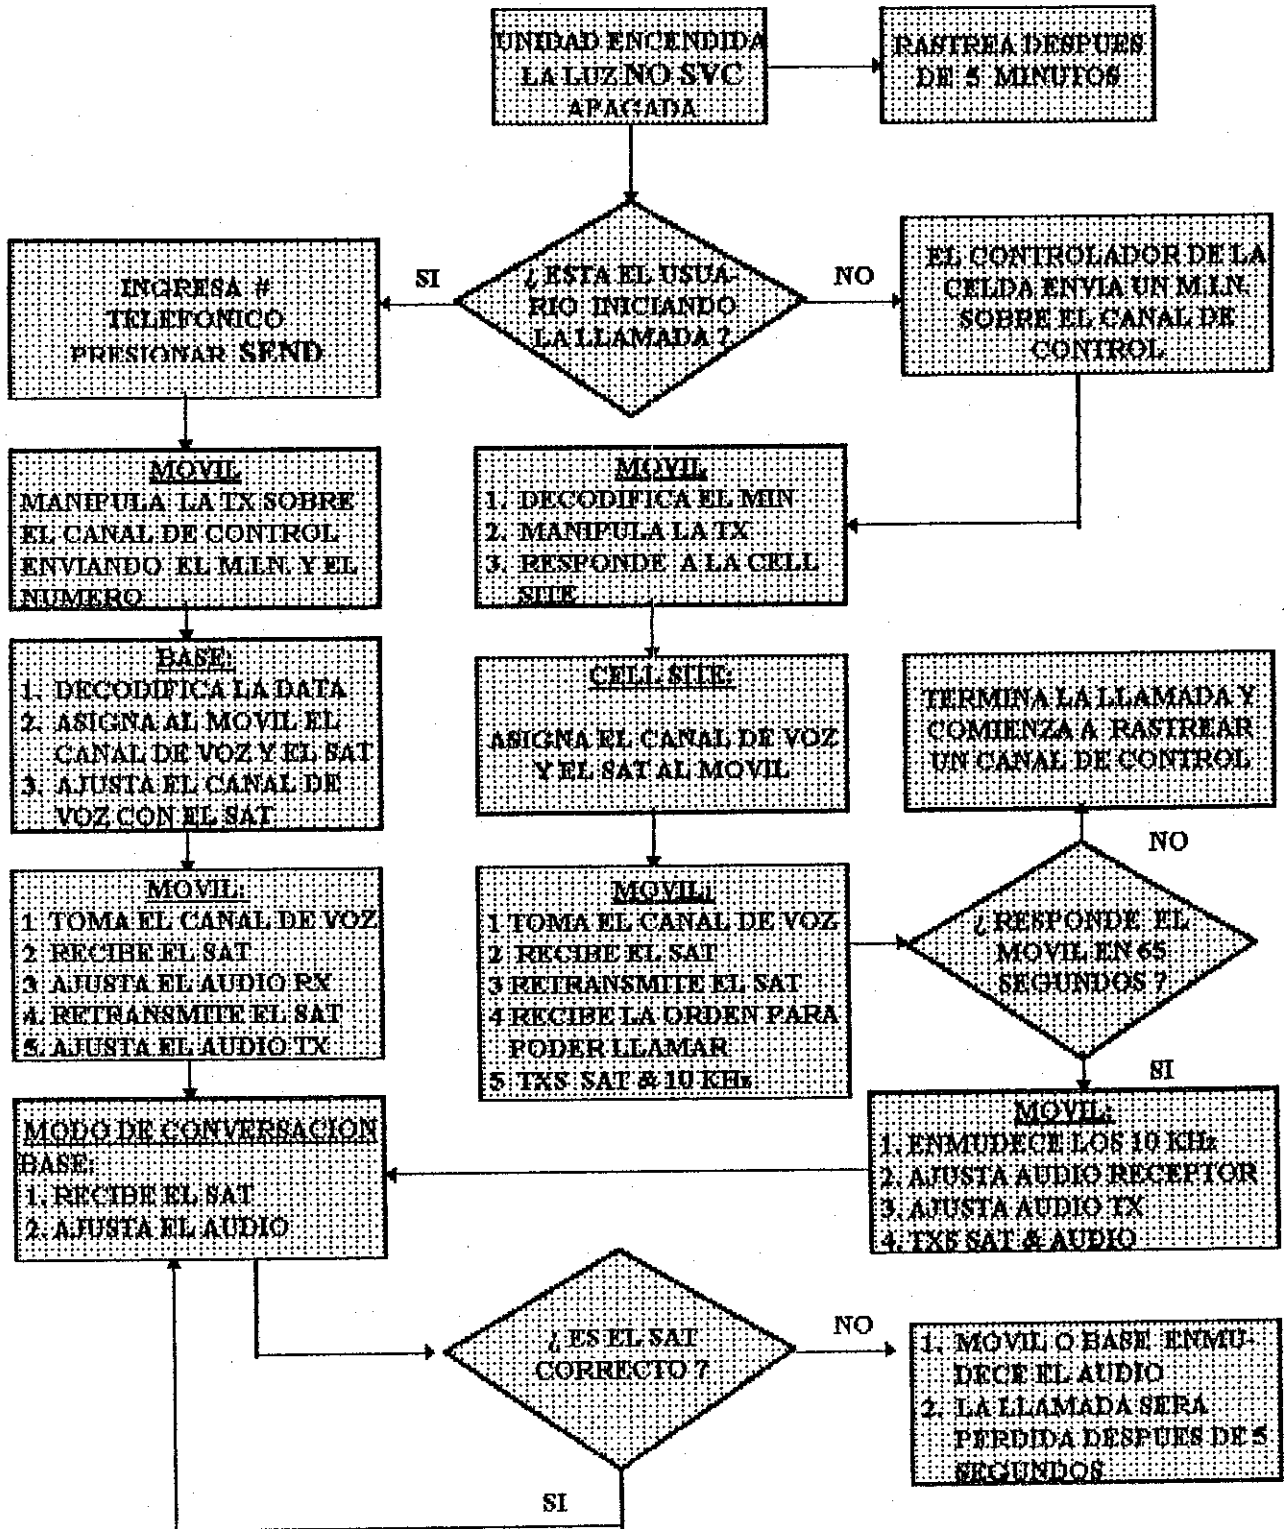 UNIDAD ENCENDIDA
LA LUZ NO SVC
APAGADA
RASTREA DESPUES
DE 5 MINUTOS
¿ ESTA EL USUA-
RIO INICIANDO
LA LLAMADA ?
SI
NO
INGRESA #
TELEFONICO
PRESIONAR SEND
EL CONTROLADOR DE LA
CELDA ENVIA UN M.I.N.
SOBRE EL CANAL DE
CONTROL
MOVIL
MANIPULA LA TX SOBRE
EL CANAL DE CONTROL
ENVIANDO EL M.I.N. Y EL
NUMERO
MOVIL
1. DECODIFICA EL MIN
2. MANIPULA LA TX
3. RESPONDE A LA CELL
SITE
BASE:
1. DECODIFICA LA DATA
2. ASIGNA AL MOVIL EL
CANAL DE VOZ Y EL SAT
3. AJUSTA EL CANAL DE
VOZ CON EL SAT
CELL SITE:
ASIGNA EL CANAL DE VOZ
Y EL SAT AL MOVIL
TERMINA LA LLAMADA Y
COMIENZA A RASTREAR
UN CANAL DE CONTROL
NO
MOVIL:
1 TOMA EL CANAL DE VOZ
2 RECIBE EL SAT
3 AJUSTA EL AUDIO RX
4. RETRANSMITE EL SAT
5. AJUSTA EL AUDIO TX
MOVIL:
1 TOMA EL CANAL DE VOZ
2 RECIBE EL SAT
3 RETRANSMITE EL SAT
4 RECIBE LA ORDEN PARA
PODER LLAMAR
5 TXS SAT & 10 KHz
¿ RESPONDE EL
MOVIL EN 65
SEGUNDOS ?
SI
MODO DE CONVERSACION
BASE:
1. RECIBE EL SAT
2. AJUSTA EL AUDIO
MOVIL:
1. ENMUDECE LOS 10 KHz
2. AJUSTA AUDIO RECEPTOR
3. AJUSTA AUDIO TX
4. TXS SAT & AUDIO
¿ ES EL SAT
CORRECTO ?
NO
1. MOVIL O BASE ENMU-
DECE EL AUDIO
2. LA LLAMADA SERA
PERDIDA DESPUES DE 5
SEGUNDOS
SI